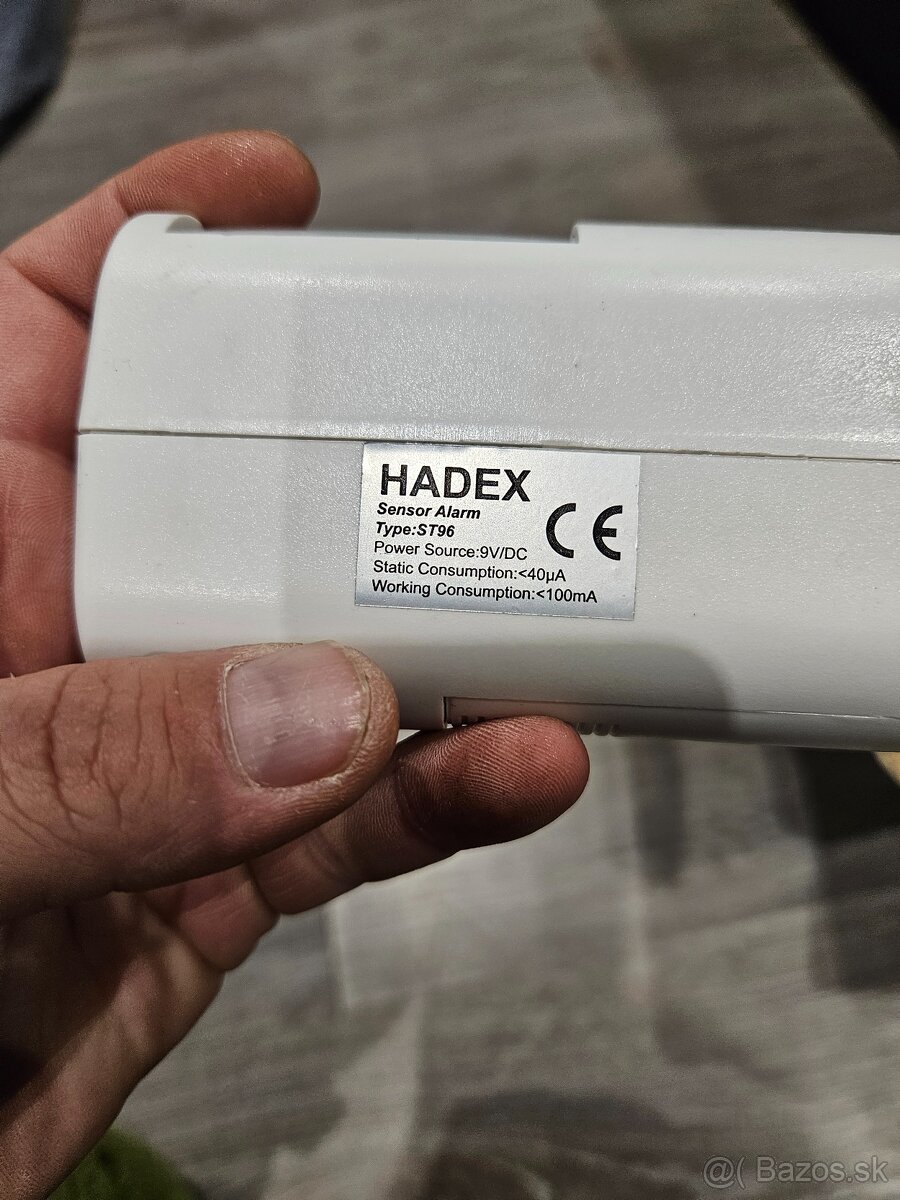 HADEX
Sensor Alarm
Type:ST96
Power Source:9V/DC
Static Consumption:<40µA
Working Consumption:<100mA
CE
@( Bazos.sk